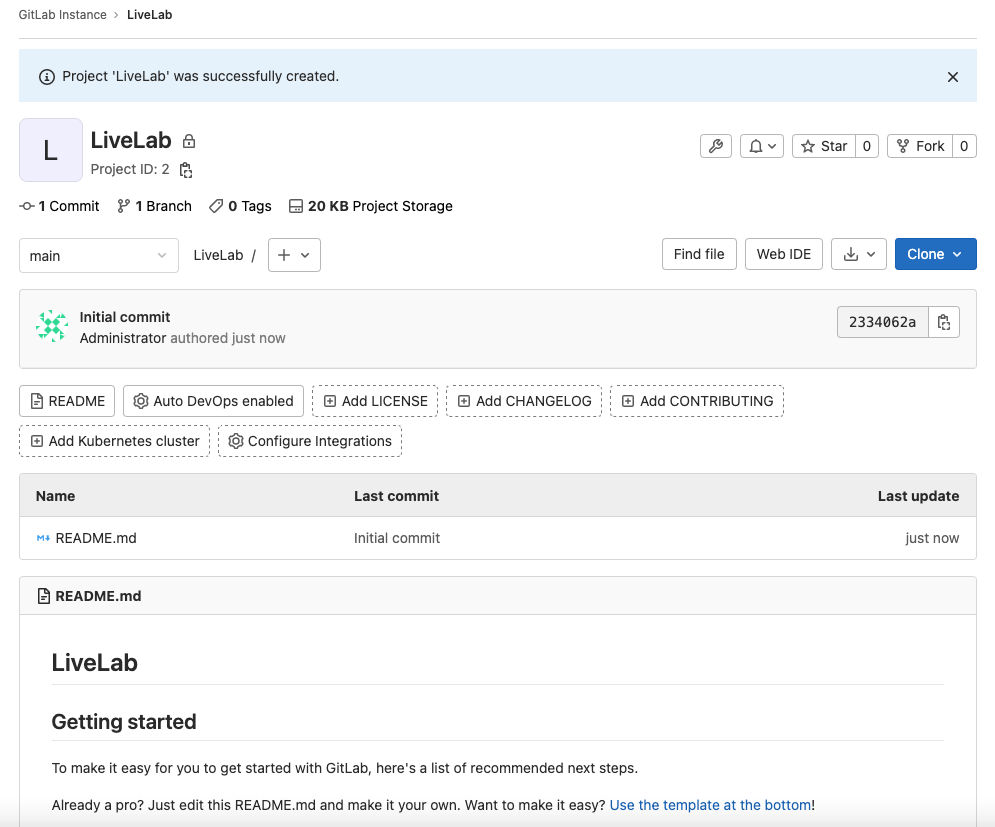 GitLab Instance › LiveLab
Project 'LiveLab' was successfully created.
L
LiveLab
Project ID: 2
Star 0
Fork 0
1 Commit 1 Branch 0 Tags 20 KB Project Storage
main LiveLab / Find file Web IDE Clone
Initial commit
Administrator authored just now
2334062a
README Auto DevOps enabled Add LICENSE Add CHANGELOG Add CONTRIBUTING
Add Kubernetes cluster Configure Integrations
Name Last commit Last update
README.md Initial commit just now
README.md
LiveLab
Getting started
To make it easy for you to get started with GitLab, here's a list of recommended next steps.
Already a pro? Just edit this README.md and make it your own. Want to make it easy? Use the template at the bottom!